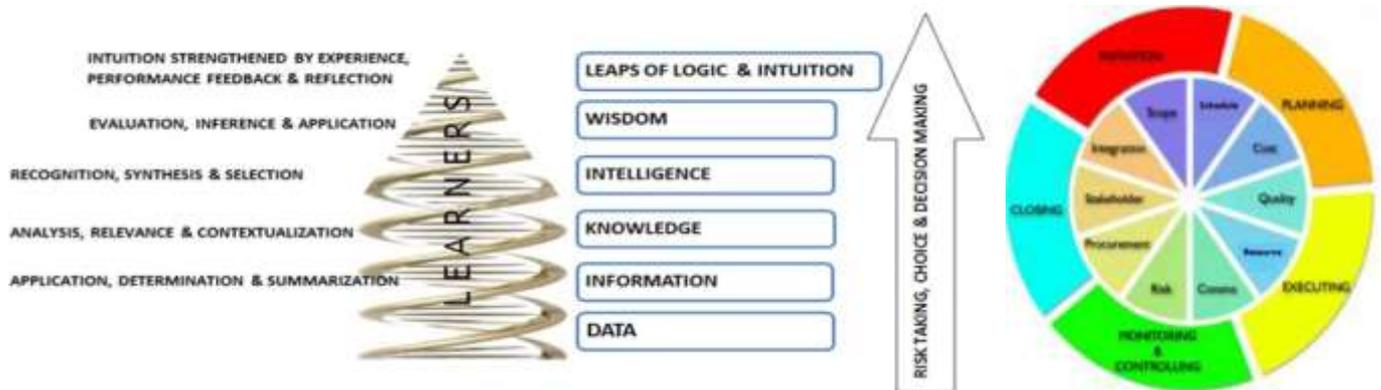 INTUITION STRENGTHENED BY EXPERIENCE,
PERFORMANCE FEEDBACK & REFLECTION
EVALUATION, INFERENCE & APPLICATION
RECOGNITION, SYNTHESIS & SELECTION
ANALYSIS, RELEVANCE & CONTEXTUALIZATION
APPLICATION, DETERMINATION & SUMMARIZATION
LEARNERS
LEAPS OF LOGIC & INTUITION
WISDOM
INTELLIGENCE
KNOWLEDGE
INFORMATION
DATA
RISK TAKING, CHOICE & DECISION MAKING
INITIATION
PLANNING
EXECUTING
MONITORING
&
CONTROLLING
CLOSING
Scope
Schedule
Cost
Quality
Resource
Comms
Risk
Procurement
Stakeholder
Integration